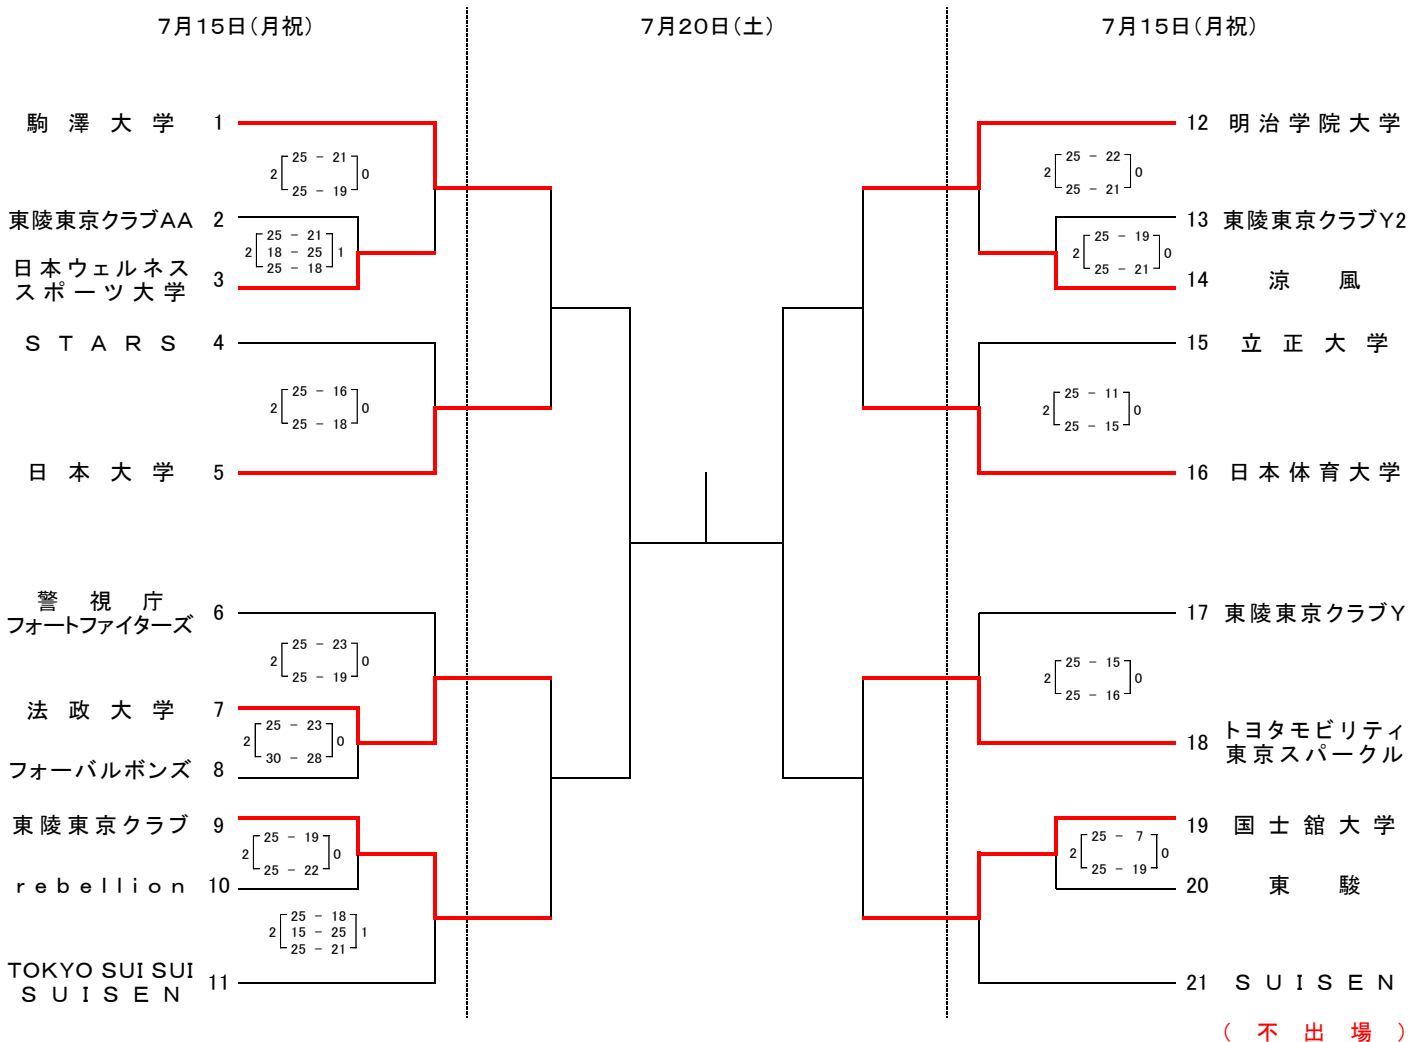 7月15日(月祝)
7月20日(土)
7月15日(月祝)
駒澤大学 1
2 25 - 21 0
25 - 19
東陵東京クラブAA 2
2 25 - 21 1
18 - 25
25 - 18
日本ウェルネス
スポーツ大学 3
STARS 4
2 25 - 16 0
25 - 18
日本大学 5
警視庁
フォートファイターズ 6
2 25 - 23 0
25 - 19
法政大学 7
2 25 - 23 0
30 - 28
フォーバルボンズ 8
東陵東京クラブ 9
2 25 - 19 0
25 - 22
rebellion 10
2 25 - 18 1
15 - 25
25 - 21
TOKYO SUI SUI
SUISEN 11
12 明治学院大学
2 25 - 22 0
25 - 21
13 東陵東京クラブY2
2 25 - 19 0
25 - 21
14 涼風
15 立正大学
2 25 - 11 0
25 - 15
16 日本体育大学
17 東陵東京クラブY
2 25 - 15 0
25 - 16
18 トヨタモビリティ
東京スパークル
19 国士舘大学
2 25 - 7 0
25 - 19
20 東駿
21 SUISEN
(不出場)